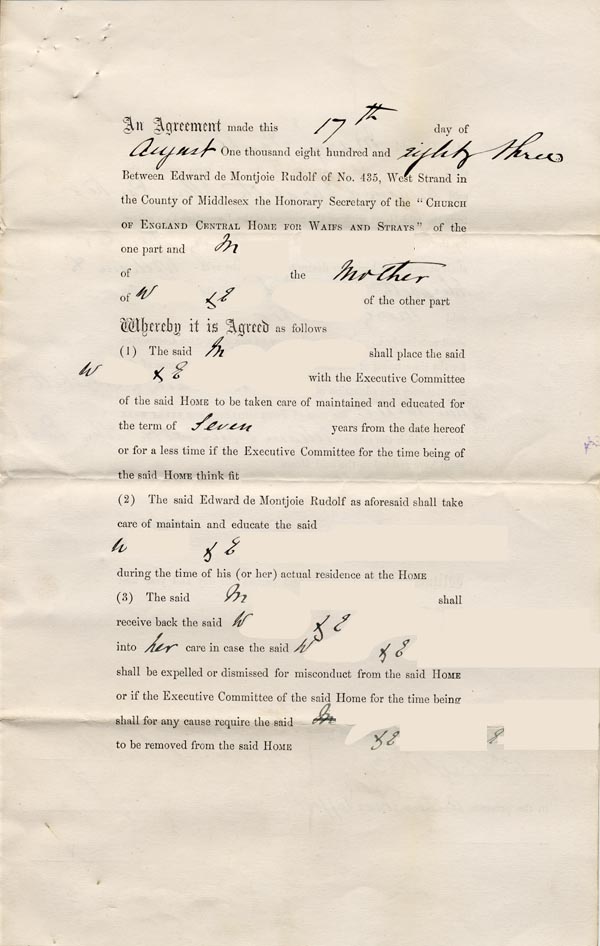 An Agreement made this 17th day of
August One thousand eight hundred and eighty three
Between Edward de Montjoie Rudolf of No. 435, West Strand in
the County of Middlesex the Honorary Secretary of the "Church
of England Central Home for Waifs and Strays" of the
one part and M
of the Mother
of W & E of the other part
Whereby it is Agreed as follows
(1) The said M shall place the said
W & E with the Executive Committee
of the said Home to be taken care of maintained and educated for
the term of Seven years from the date hereof
or for a less time if the Executive Committee for the time being of
the said Home think fit
(2) The said Edward de Montjoie Rudolf as aforesaid shall take
care of maintain and educate the said
W & E
during the time of his (or her) actual residence at the Home
(3) The said M shall
receive back the said W & E
into her care in case the said W & E
shall be expelled or dismissed for misconduct from the said Home
or if the Executive Committee of the said Home for the time being
shall for any cause require the said M
& E E
to be removed from the said Home